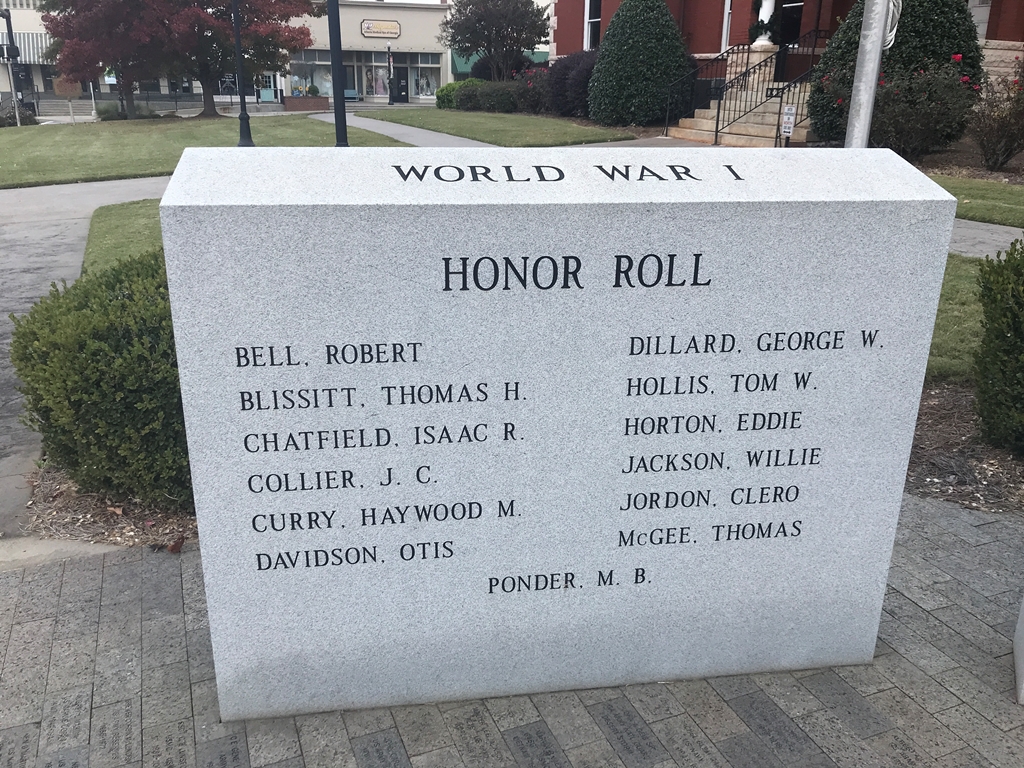 WORLD WAR I
HONOR ROLL
BELL, ROBERT
BLISSITT, THOMAS H.
CHATFIELD, ISAAC R.
COLLIER, J. C.
CURRY, HAYWOOD M.
DAVIDSON, OTIS
DILLARD, GEORGE W.
HOLLIS, TOM W.
HORTON, EDDIE
JACKSON, WILLIE
JORDON, CLERO
McGEE, THOMAS
PONDER, M. B.